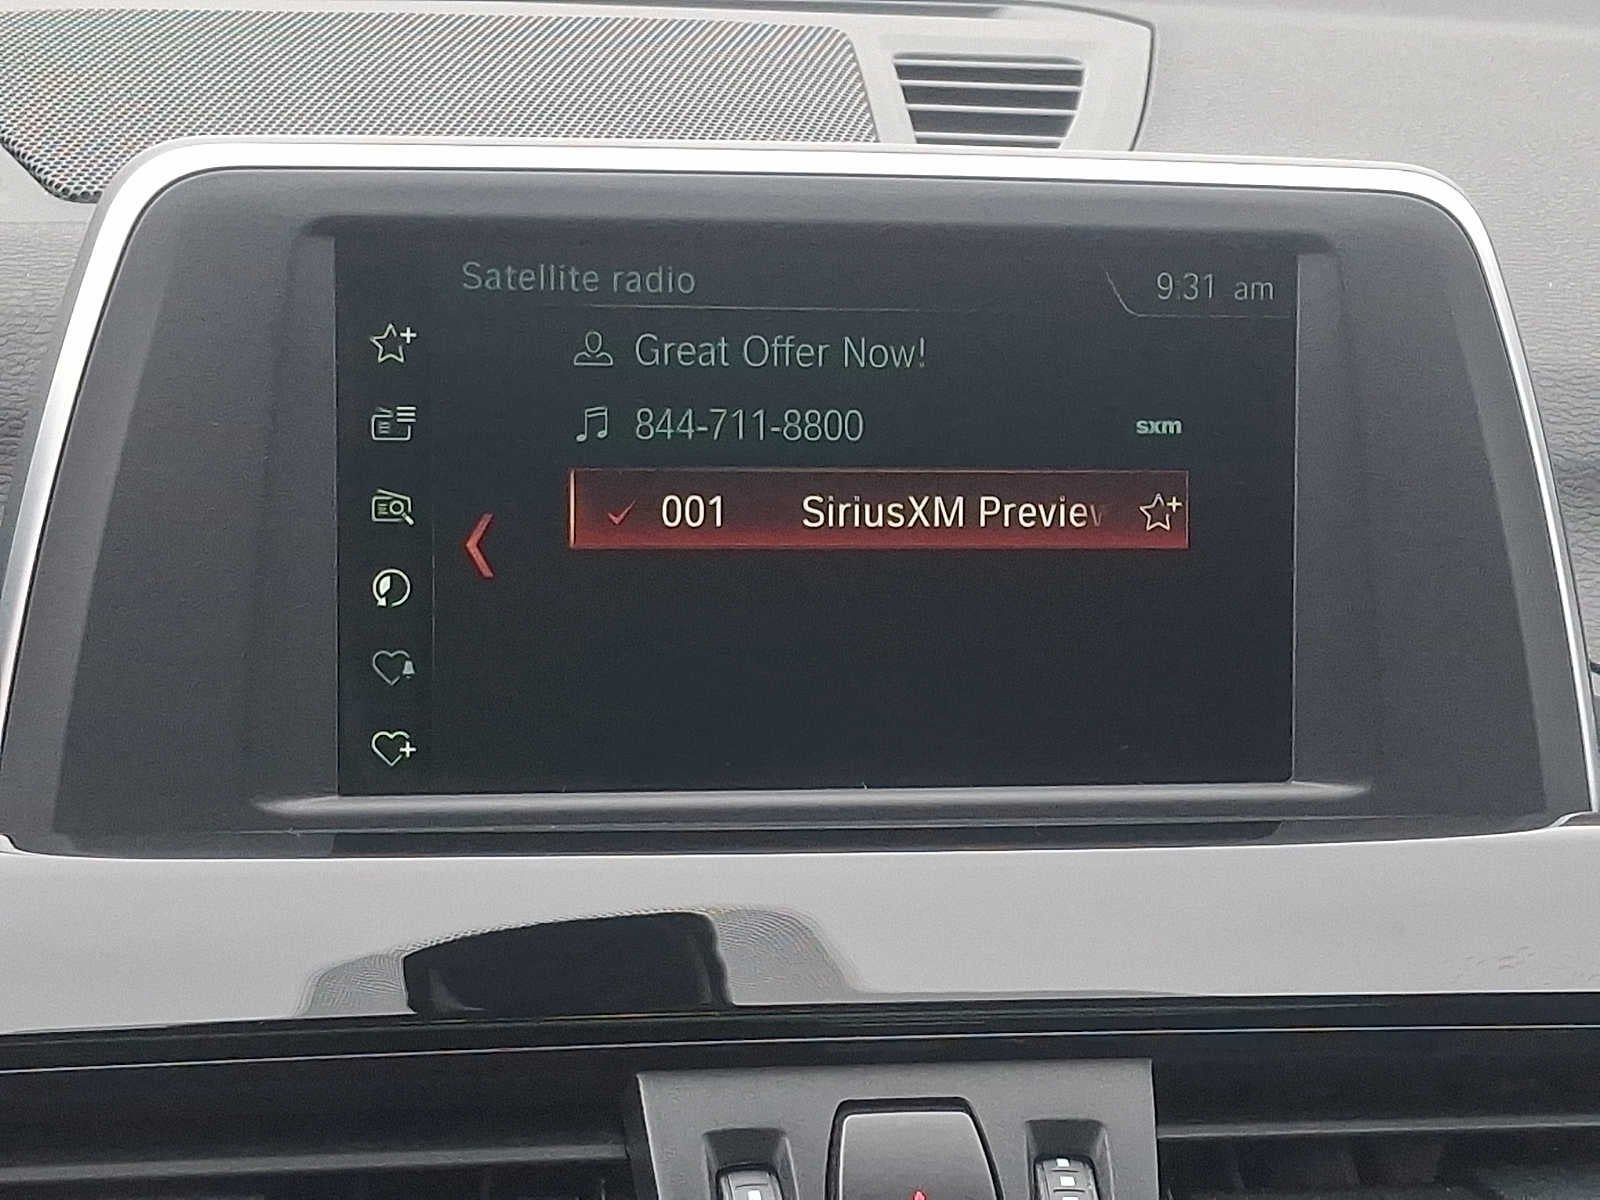 Satellite radio
9:31 am
Great Offer Now!
844-711-8800
sxm
001 SiriusXM Preview